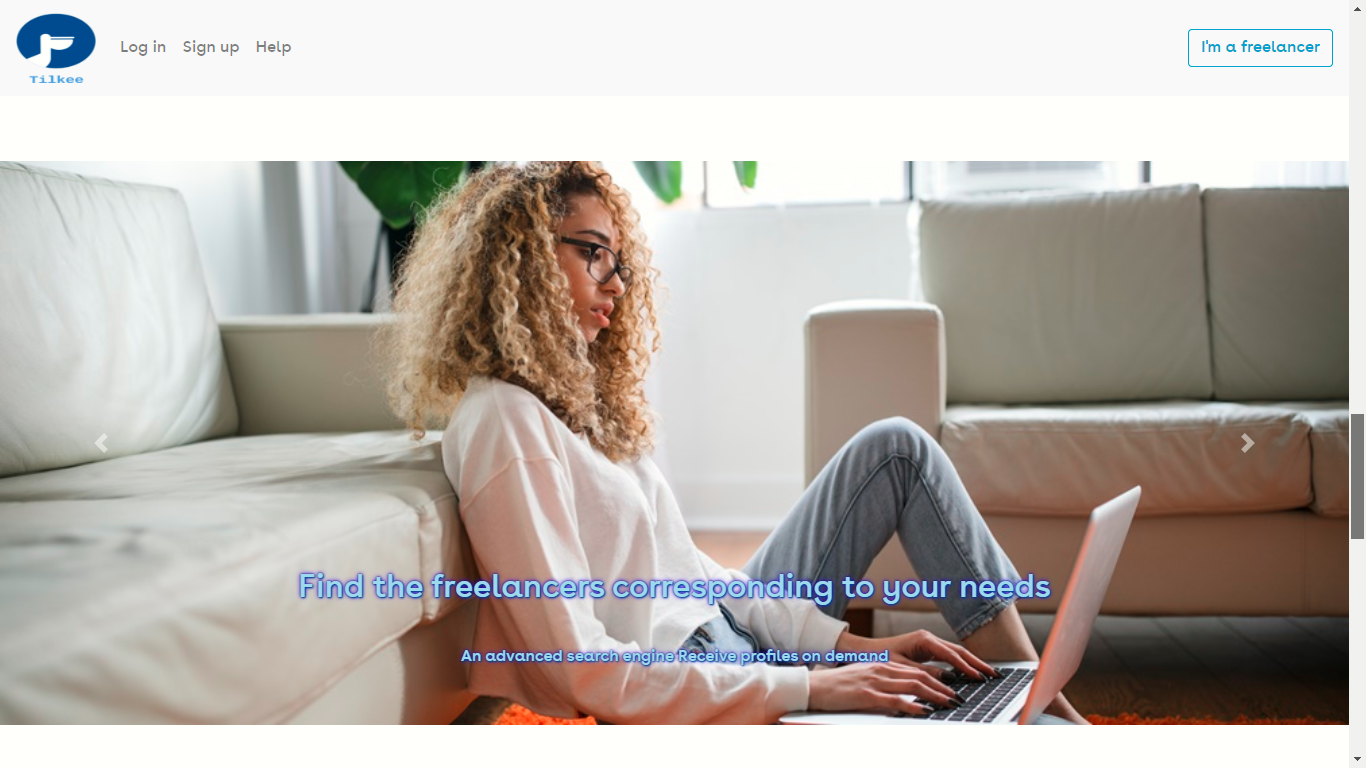 Tilkee
Log in
Sign up
Help
I'm a freelancer
Find the freelancers corresponding to your needs
An advanced search engine Receive profiles on demand